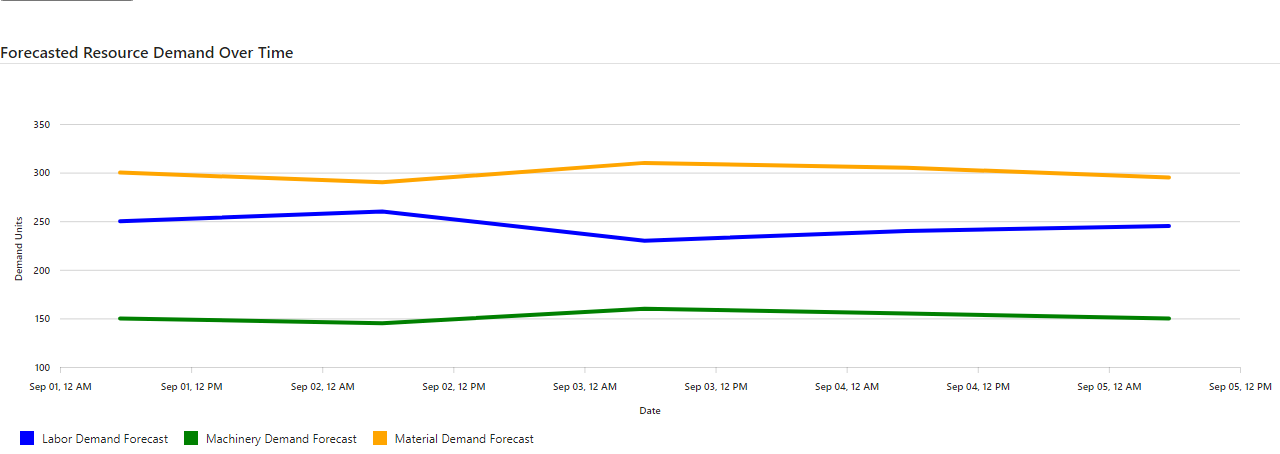 Forecasted Resource Demand Over Time
350
300
250
200
150
100
Demand Units
Sep 01, 12 AM Sep 01, 12 PM Sep 02, 12 AM Sep 02, 12 PM Sep 03, 12 AM Sep 03, 12 PM Sep 04, 12 AM Sep 04, 12 PM Sep 05, 12 AM Sep 05, 12 PM
Date
Labor Demand Forecast Machinery Demand Forecast Material Demand Forecast